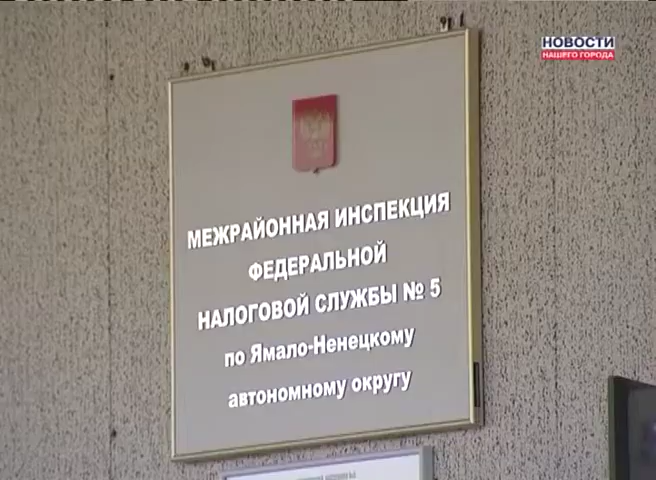 НОВОСТИ
НАШЕГО ГОРОДА
МЕЖРАЙОННАЯ ИНСПЕКЦИЯ
ФЕДЕРАЛЬНОЙ
НАЛОГОВОЙ СЛУЖБЫ № 5
по Ямало-Ненецкому
автономному округу